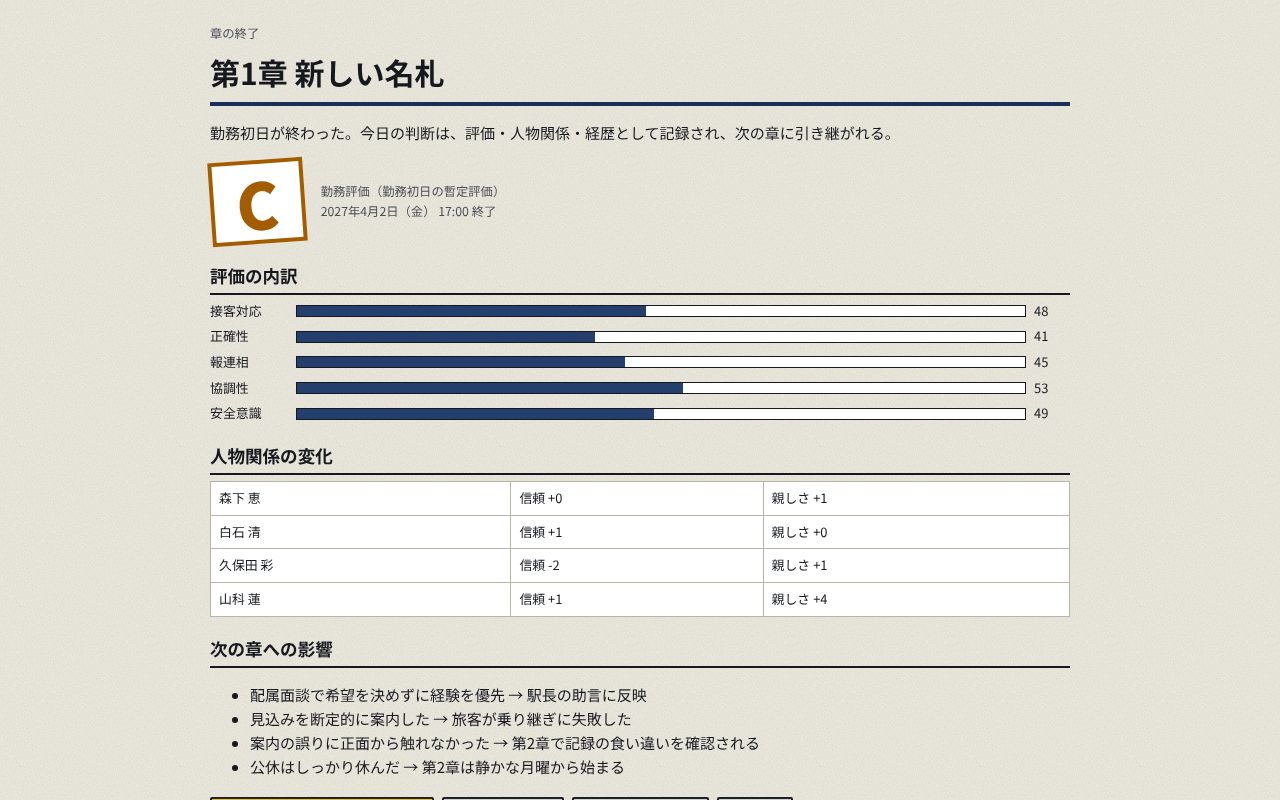 章の終了
第1章 新しい名札
勤務初日が終わった。今日の判断は、評価・人物関係・経歴として記録され、次の章に引き継がれる。
C
勤務評価（勤務初日の暫定評価）
2027年4月2日（金） 17:00 終了
評価の内訳
接客対応 48
正確性 41
報連相 45
協調性 53
安全意識 49
人物関係の変化
森下 恵 信頼 +0 親しさ +1
白石 清 信頼 +1 親しさ +0
久保田 彩 信頼 -2 親しさ +1
山科 蓮 信頼 +1 親しさ +4
次の章への影響
配属面談で希望を決めずに経験を優先 → 駅長の助言に反映
見込みを断定的に案内した → 旅客が乗り継ぎに失敗した
案内の誤りに正面から触れなかった → 第2章で記録の食い違いを確認される
公休はしっかり休んだ → 第2章は静かな月曜から始まる